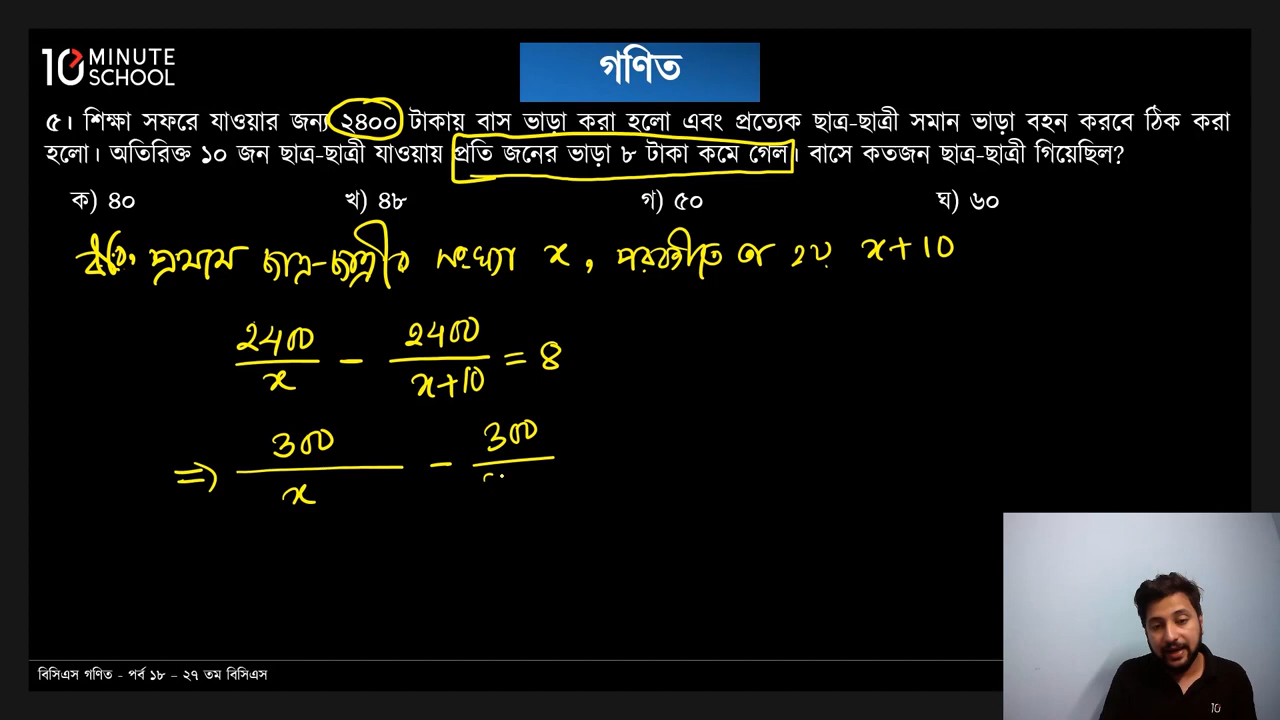 10 MINUTE SCHOOL
গণিত
৫। শিক্ষা সফরে যাওয়ার জন্য ২৪০০ টাকায় বাস ভাড়া করা হলো এবং প্রত্যেক ছাত্র-ছাত্রী সমান ভাড়া বহন করবে ঠিক করা
হলো। অতিরিক্ত ১০ জন ছাত্র-ছাত্রী যাওয়ায় প্রতি জনের ভাড়া ৮ টাকা কমে গেল। বাসে কতজন ছাত্র-ছাত্রী গিয়েছিল?
ক) ৪০ খ) ৪৮ গ) ৫০ ঘ) ৬০
ধরি, প্রথমে ছাত্র-ছাত্রীর সংখ্যা x, পরবর্তীতে তা হয় x+10
2400/x - 2400/x+10 = 8
⇒ 300/x - 300/
বিসিএস গণিত - পর্ব ১৮ – ২৭ তম বিসিএস
10